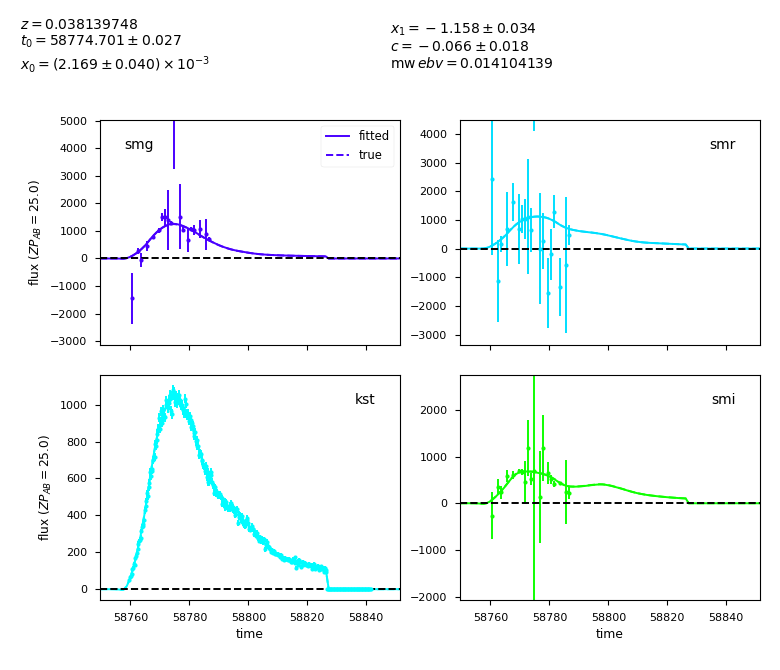 z = 0.038139748
t₀ = 58774.701 ± 0.027
x₀ = (2.169 ± 0.040) × 10⁻³
x₁ = −1.158 ± 0.034
c = −0.066 ± 0.018
mw ebv = 0.014104139
flux (ZP_AB = 25.0)
5000
4000
3000
2000
1000
0
−1000
−2000
−3000
smg
fitted
true
4000
3000
2000
1000
0
−1000
−2000
−3000
smr
flux (ZP_AB = 25.0)
1000
800
600
400
200
0
kst
58760
58780
58800
58820
58840
time
2000
1000
0
−1000
−2000
smi
58760
58780
58800
58820
58840
time